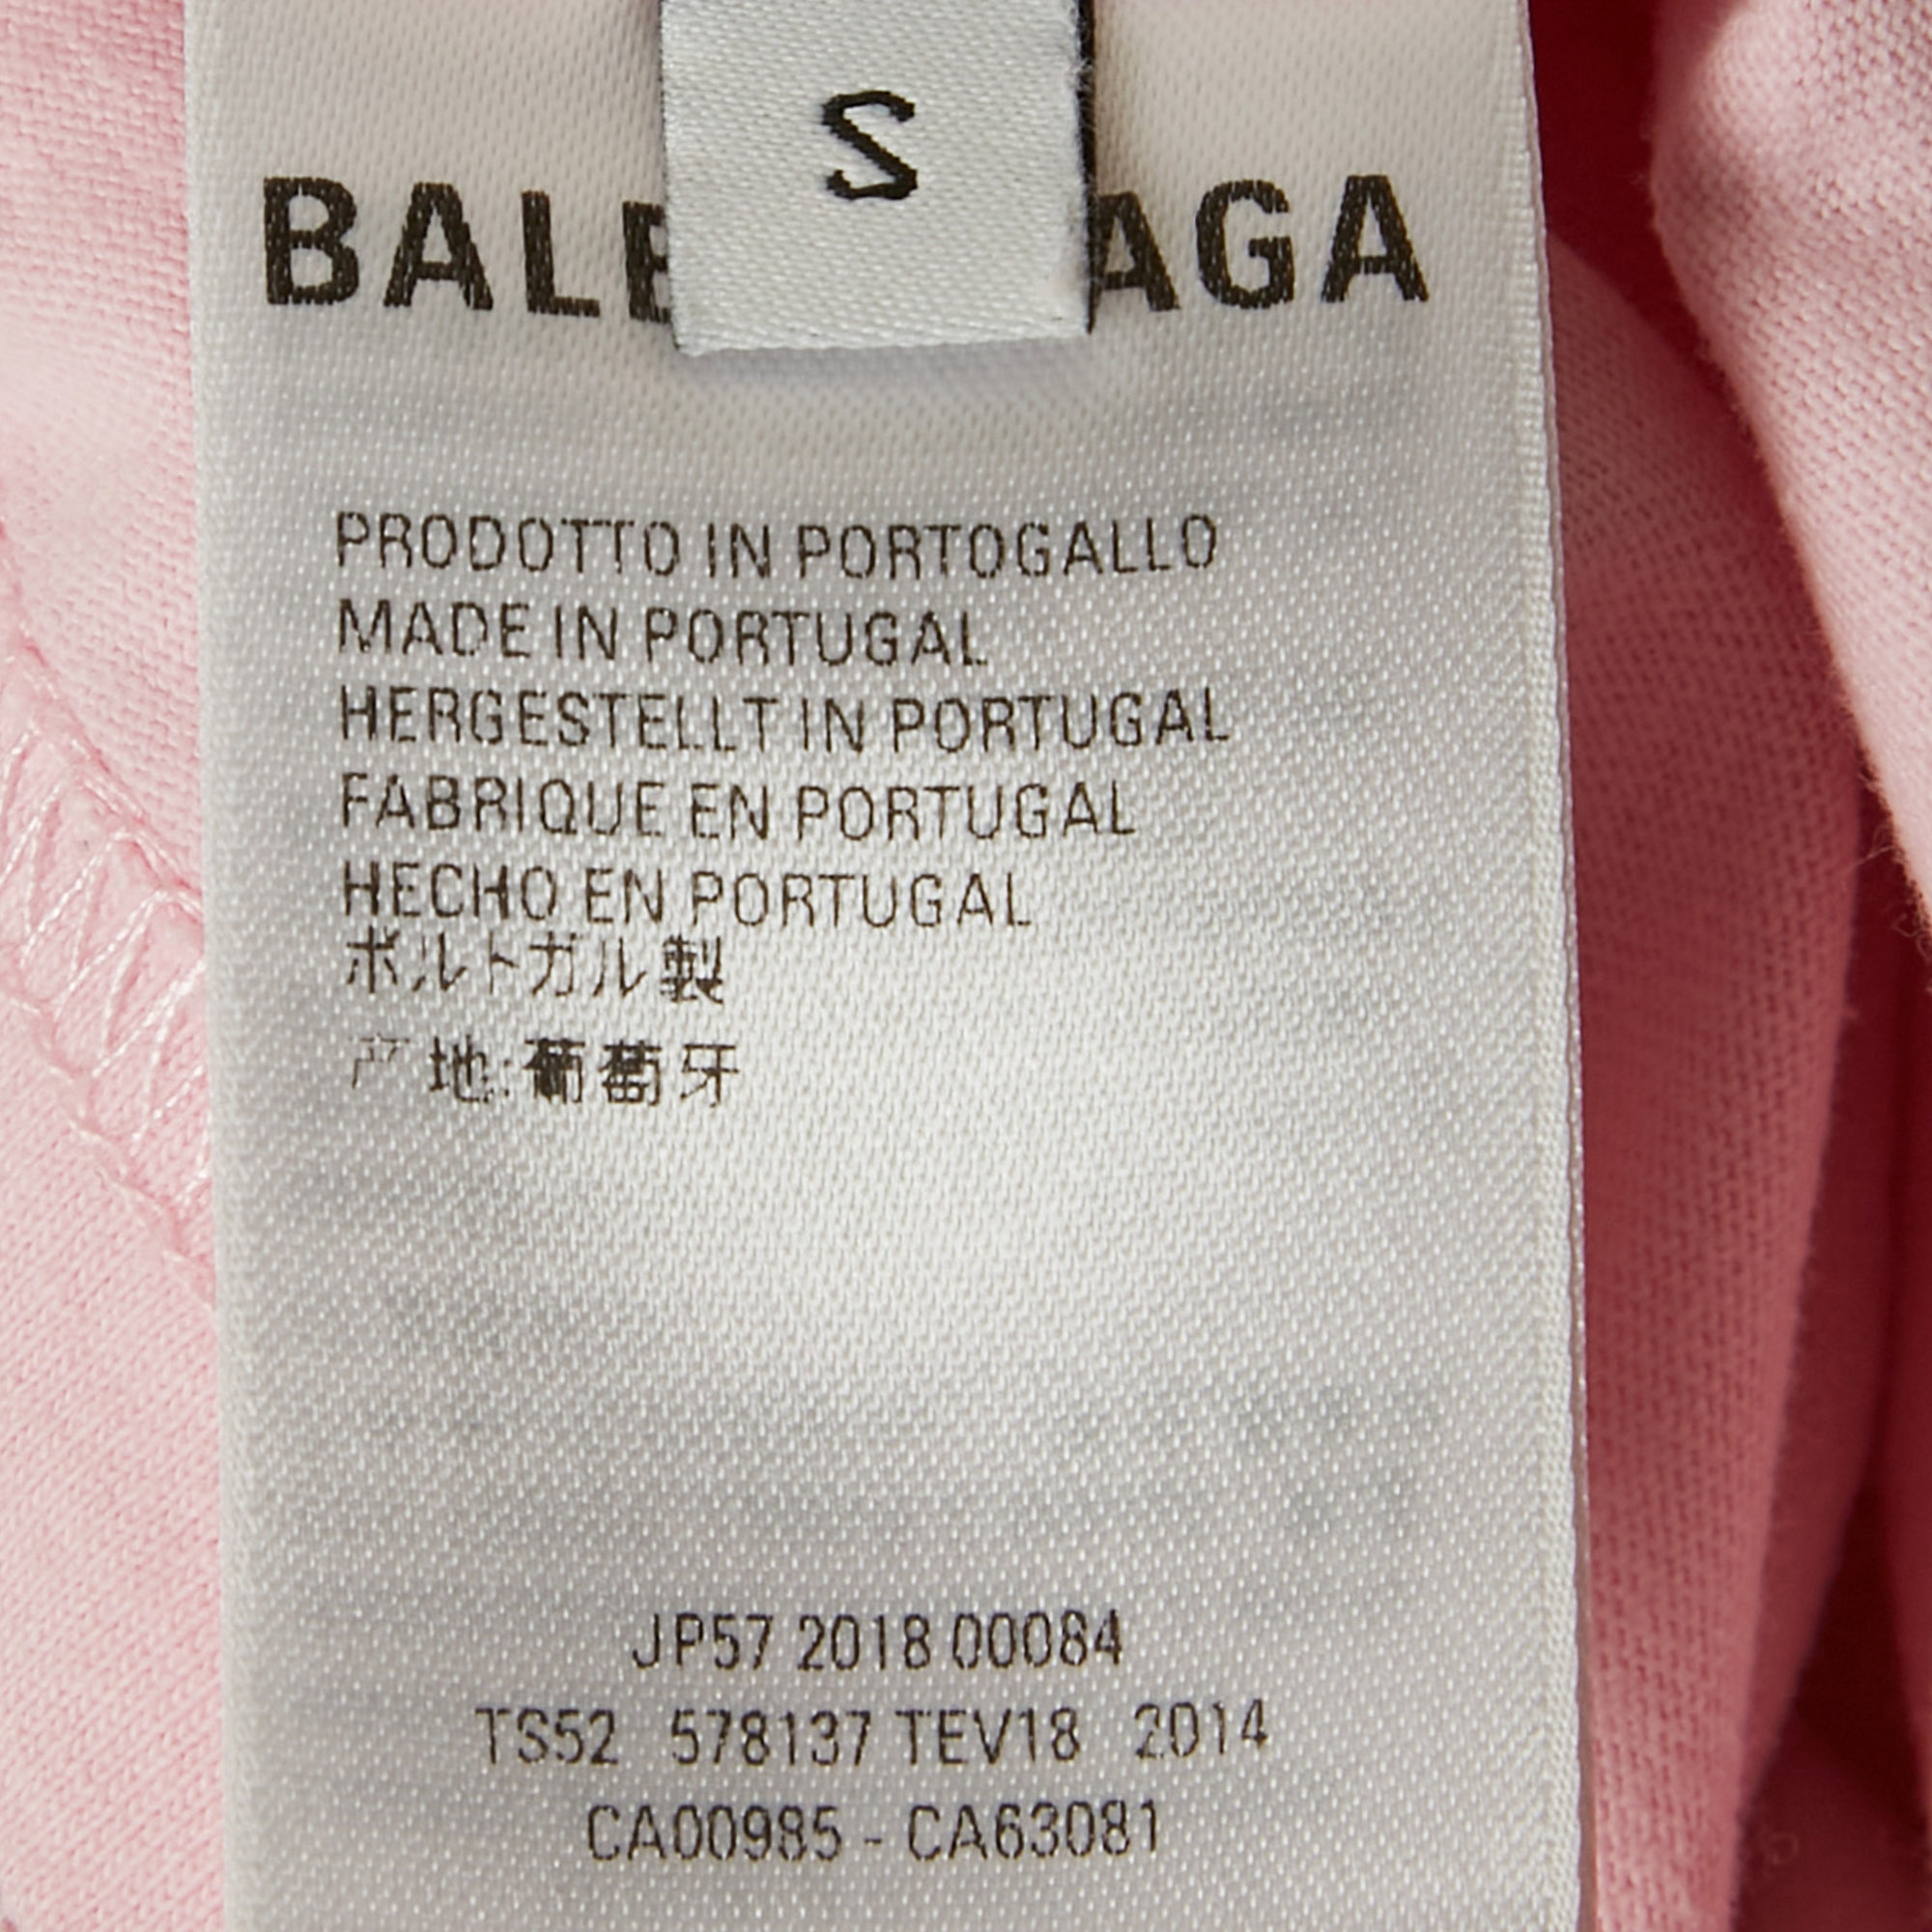 S
BALE AGA
PRODOTTO IN PORTOGALLO
MADE IN PORTUGAL
HERGESTELLT IN PORTUGAL
FABRIQUE EN PORTUGAL
HECHO EN PORTUGAL
ポルトガル製
产地:葡萄牙
JP57 2018 00084
TS52 578137 TEV18 2014
CA00985 - CA63081